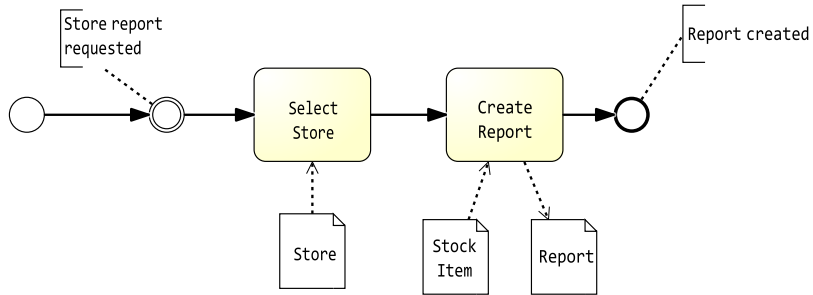 Store report
requested
Report created
Select
Store
Create
Report
Store
Stock
Item
Report